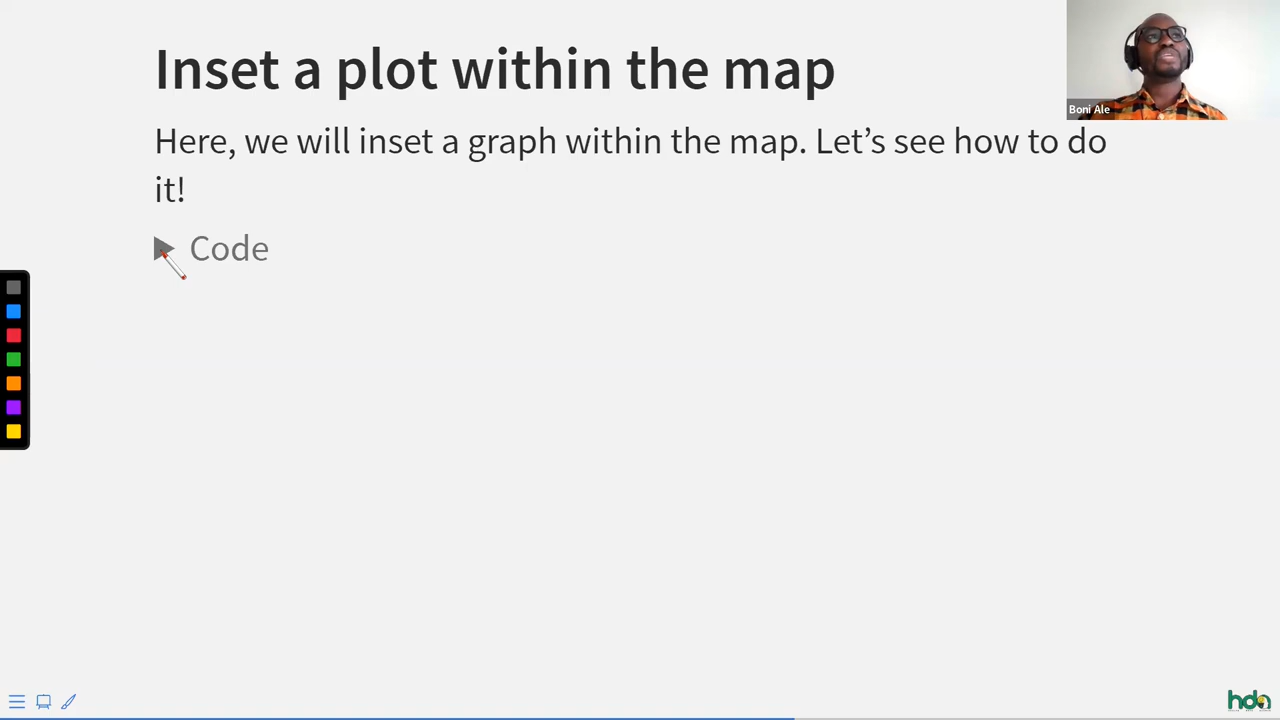 Inset a plot within the map
Boni Ale
Here, we will inset a graph within the map. Let’s see how to do
it!
Code
hda